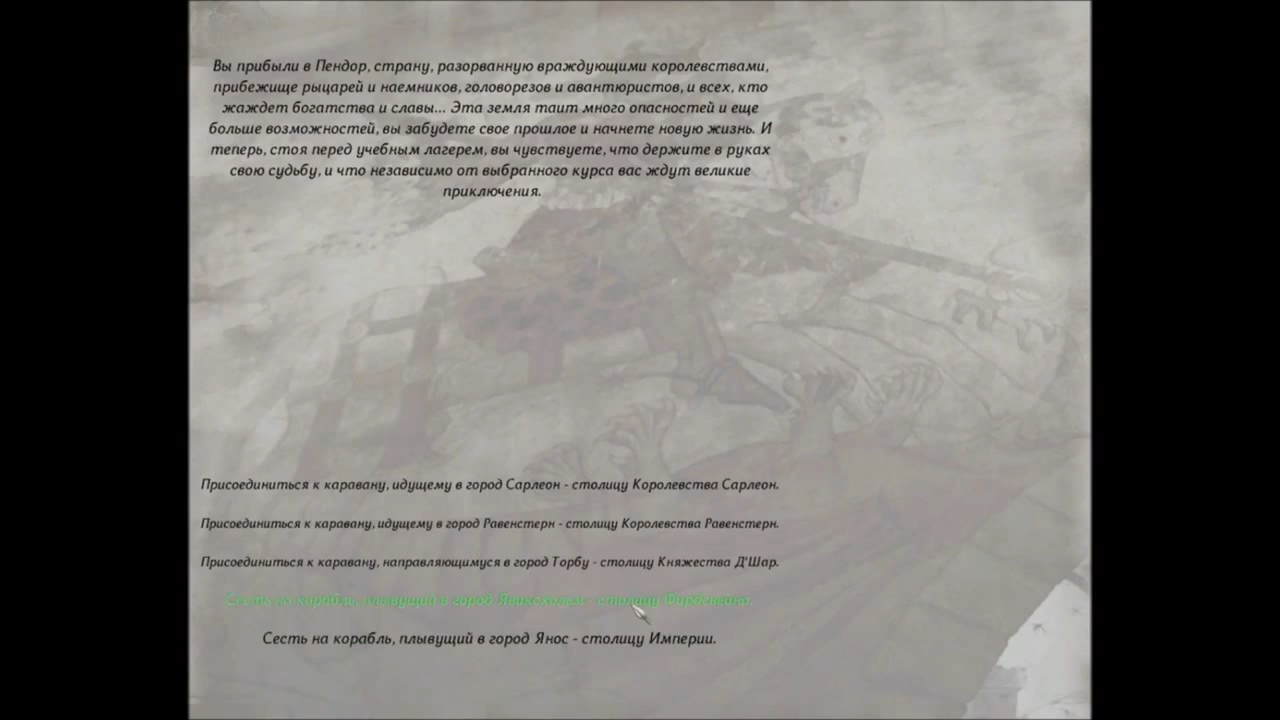 Вы прибыли в Пендор, страну, разорванную враждующими королевствами,
прибежище рыцарей и наемников, головорезов и авантюристов, и всех, кто
жаждет богатства и славы... Эта земля таит много опасностей и еще
больше возможностей, вы забудете свое прошлое и начнете новую жизнь. И
теперь, стоя перед учебным лагерем, вы чувствуете, что держите в руках
свою судьбу, и что независимо от выбранного курса вас ждут великие
приключения.
Присоединиться к каравану, идущему в город Сарлеон - столицу Королевства Сарлеон.
Присоединиться к каравану, идущему в город Равенстерн - столицу Королевства Равенстерн.
Присоединиться к каравану, направляющимуся в город Торбу - столицу Княжества Д'Шар.
Сесть на корабль, плывущий в город - столицу
Сесть на корабль, плывущий в город Янос - столицу Империи.